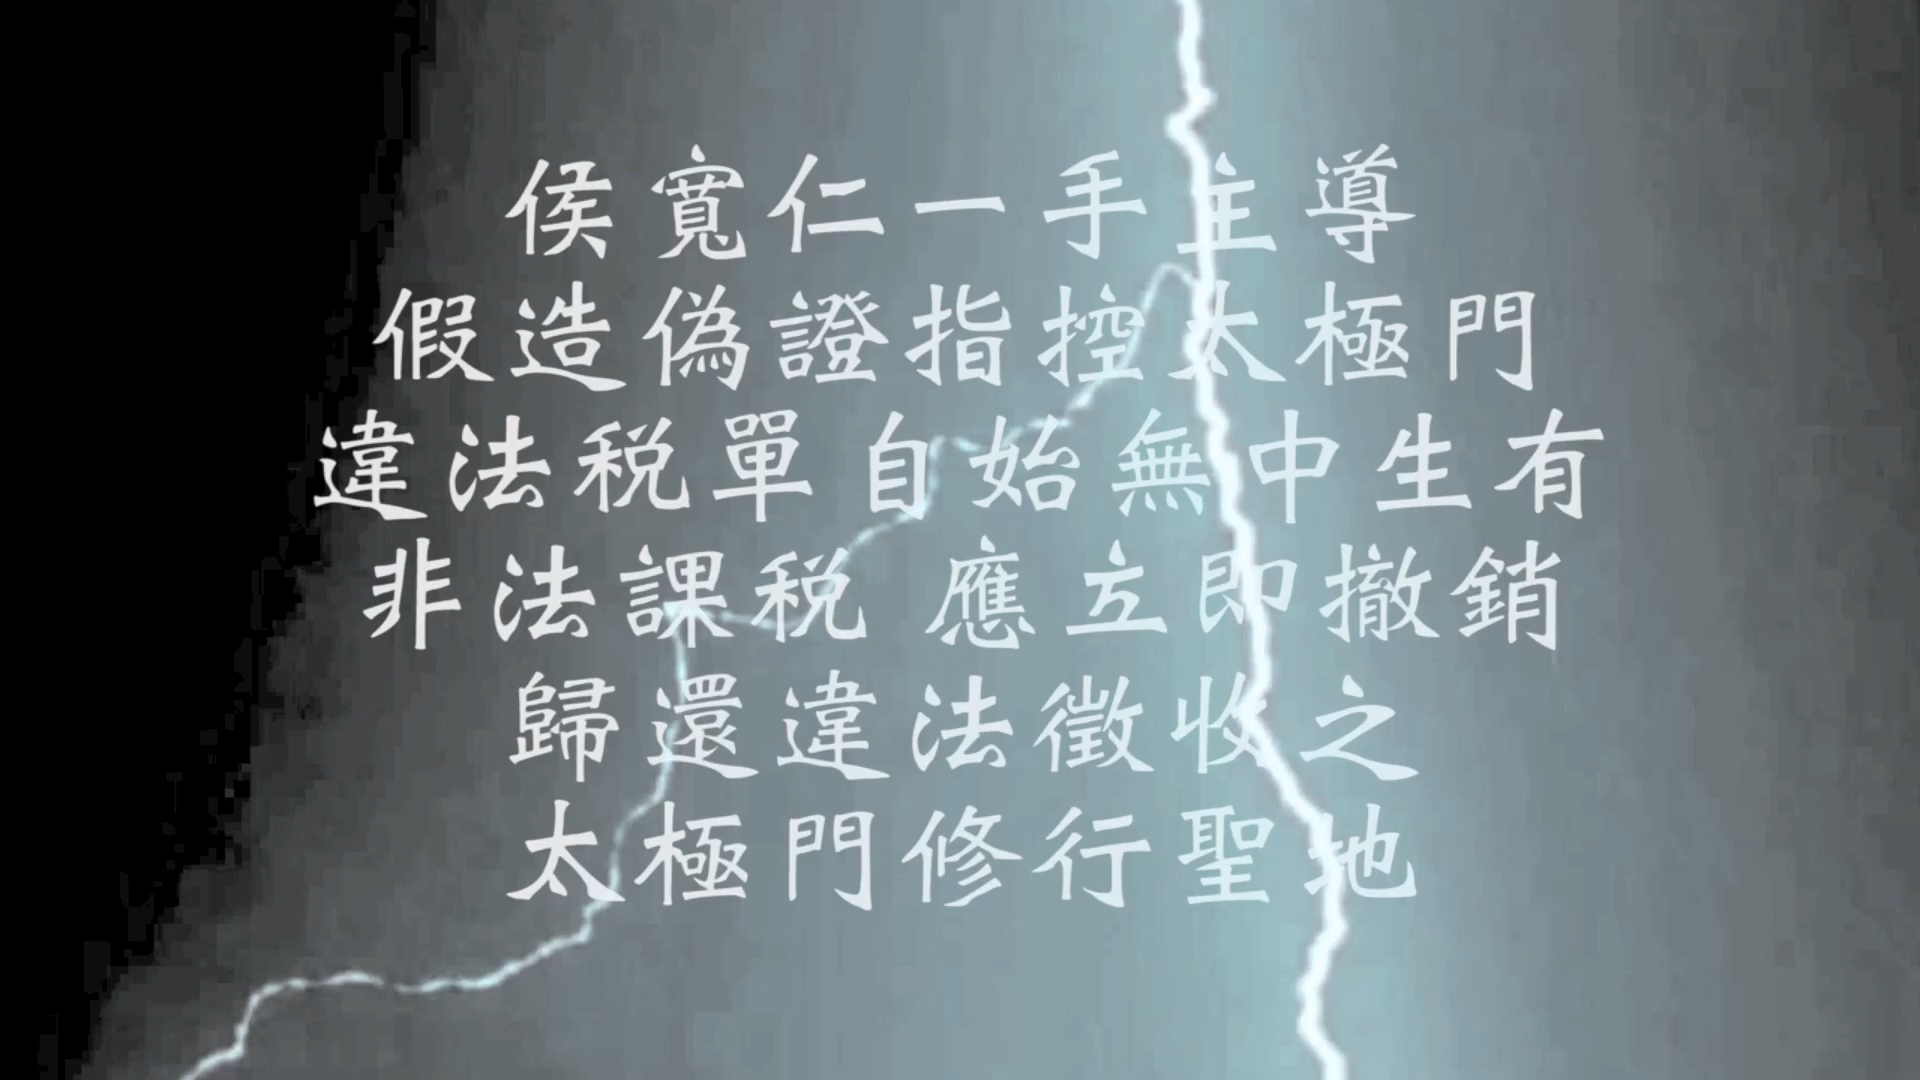 侯寬仁一手主導
假造偽證指控太極門
違法稅單自始無中生有
非法課稅 應立即撤銷
歸還違法徵收之
太極門修行聖地